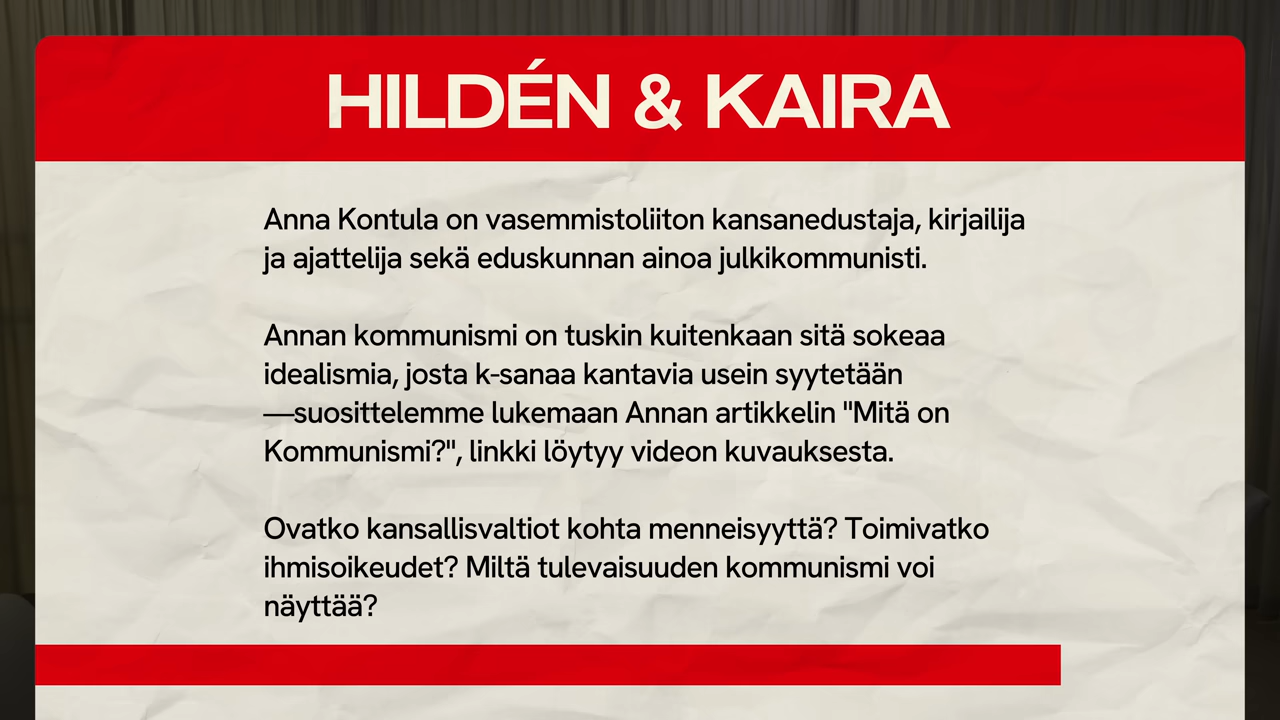 HILDÉN & KAIRA
Anna Kontula on vasemmistoliiton kansanedustaja, kirjailija
ja ajattelija sekä eduskunnan ainoa julkikommunisti.
Annan kommunismi on tuskin kuitenkaan sitä sokeaa
idealismia, josta k-sanaa kantavia usein syytetään
—suosittelemme lukemaan Annan artikkelin "Mitä on
Kommunismi?", linkki löytyy videon kuvauksesta.
Ovatko kansallisvaltiot kohta menneisyyttä? Toimivatko
ihmisoikeudet? Miltä tulevaisuuden kommunismi voi
näyttää?